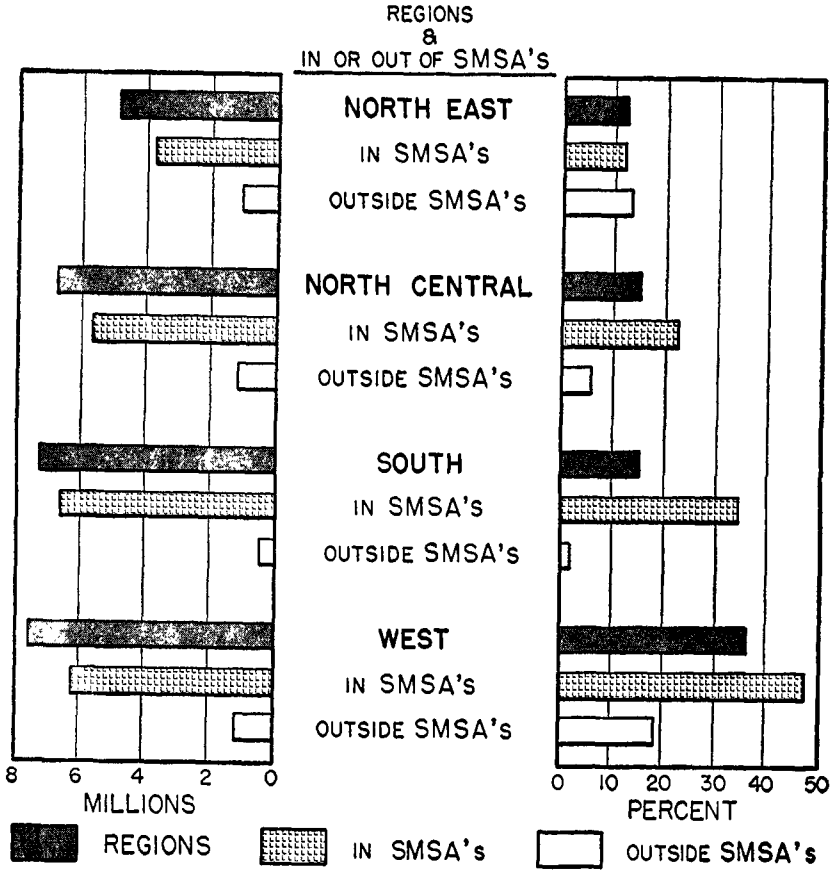 REGIONS
&
IN OR OUT OF SMSA's
NORTH EAST
IN SMSA's
OUTSIDE SMSA's
NORTH CENTRAL
IN SMSA's
OUTSIDE SMSA's
SOUTH
IN SMSA's
OUTSIDE SMSA's
WEST
IN SMSA's
OUTSIDE SMSA's
8 6 4 2 0
MILLIONS
0 10 20 30 40 50
PERCENT
REGIONS IN SMSA's OUTSIDE SMSA's